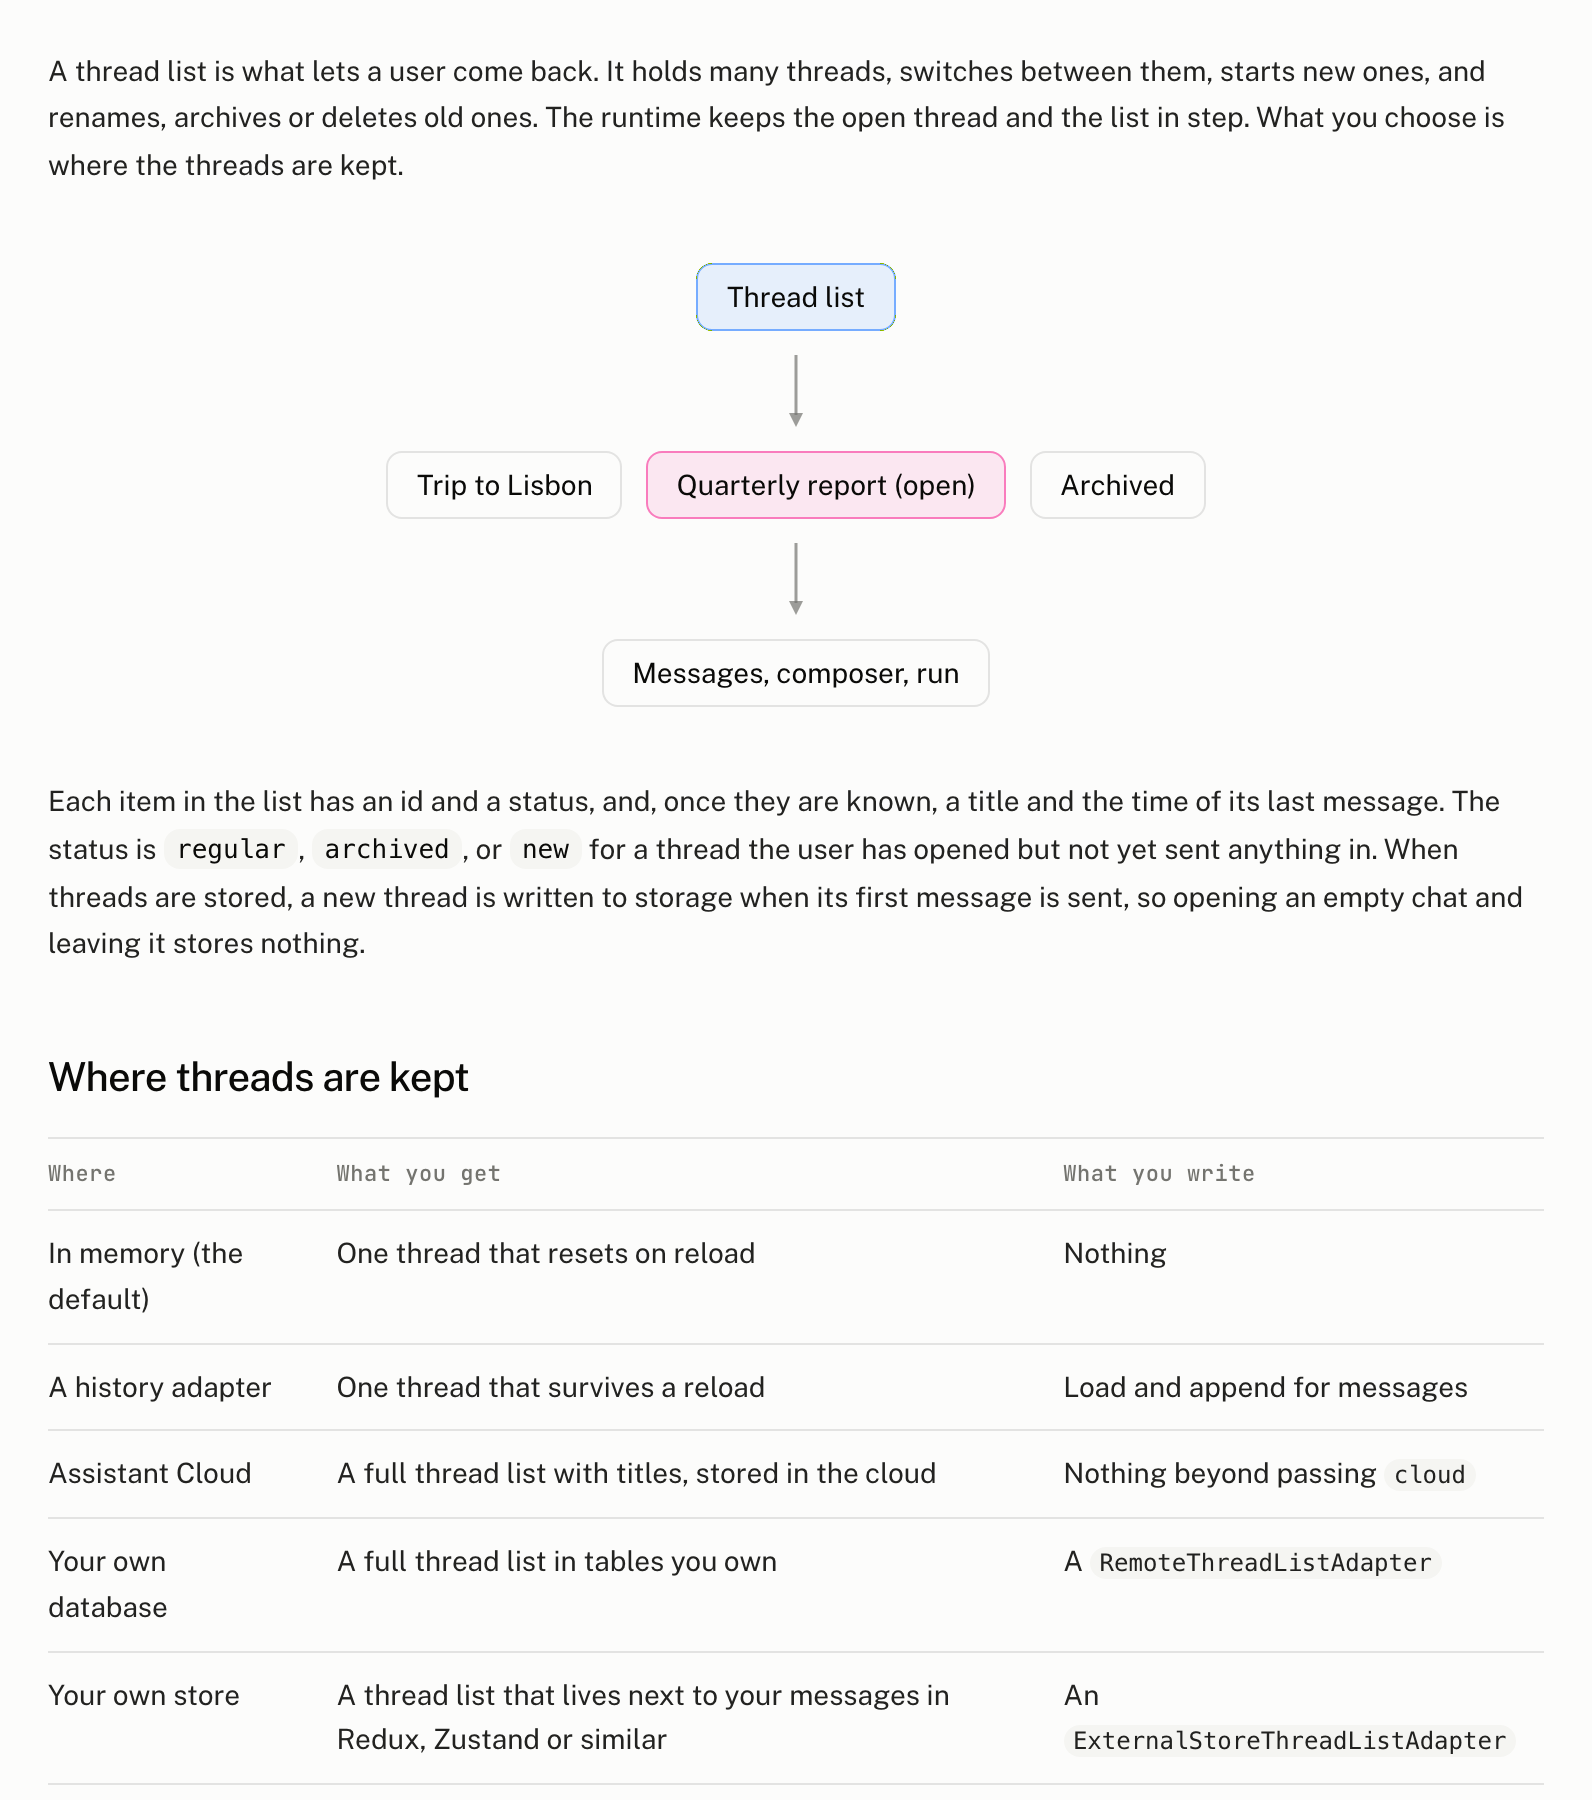 A thread list is what lets a user come back. It holds many threads, switches between them, starts new ones, and
renames, archives or deletes old ones. The runtime keeps the open thread and the list in step. What you choose is
where the threads are kept.
Thread list
Trip to Lisbon
Quarterly report (open)
Archived
Messages, composer, run
Each item in the list has an id and a status, and, once they are known, a title and the time of its last message. The
status is regular, archived, or new for a thread the user has opened but not yet sent anything in. When
threads are stored, a new thread is written to storage when its first message is sent, so opening an empty chat and
leaving it stores nothing.
Where threads are kept
Where What you get What you write
In memory (the One thread that resets on reload Nothing
default)
A history adapter One thread that survives a reload Load and append for messages
Assistant Cloud A full thread list with titles, stored in the cloud Nothing beyond passing cloud
Your own A full thread list in tables you own A RemoteThreadListAdapter
database
Your own store A thread list that lives next to your messages in An
Redux, Zustand or similar ExternalStoreThreadListAdapter